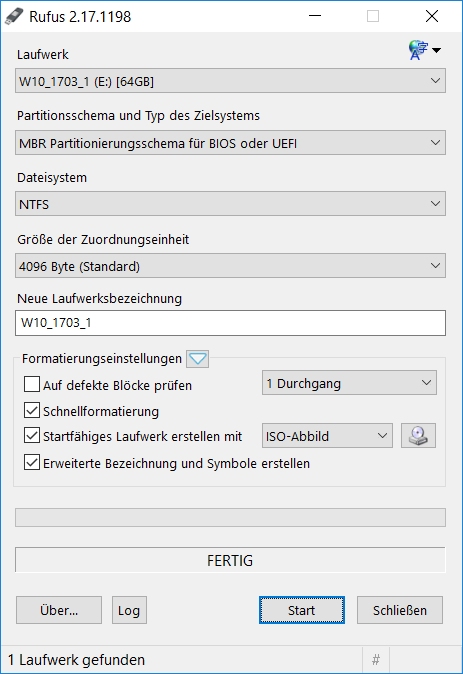 Rufus 2.17.1198
Laufwerk
W10_1703_1 (E:) [64GB]
Partitionsschema und Typ des Zielsystems
MBR Partitionierungsschema für BIOS oder UEFI
Dateisystem
NTFS
Größe der Zuordnungseinheit
4096 Byte (Standard)
Neue Laufwerksbezeichnung
W10_1703_1
Formatierungseinstellungen
Auf defekte Blöcke prüfen 1 Durchgang
Schnellformatierung
Startfähiges Laufwerk erstellen mit ISO-Abbild
Erweiterte Bezeichnung und Symbole erstellen
FERTIG
Über... Log Start Schließen
1 Laufwerk gefunden #